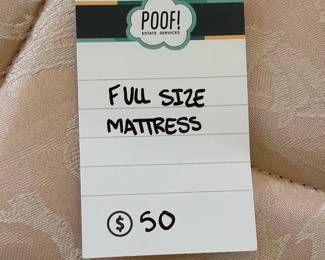 POOF!
ESTATE SERVICES
FULL SIZE
MATTRESS
$ 50